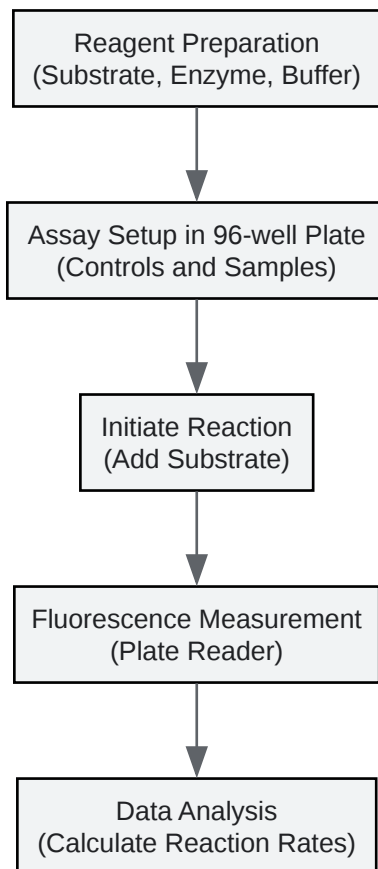 Reagent Preparation
(Substrate, Enzyme, Buffer)
Assay Setup in 96-well Plate
(Controls and Samples)
Initiate Reaction
(Add Substrate)
Fluorescence Measurement
(Plate Reader)
Data Analysis
(Calculate Reaction Rates)